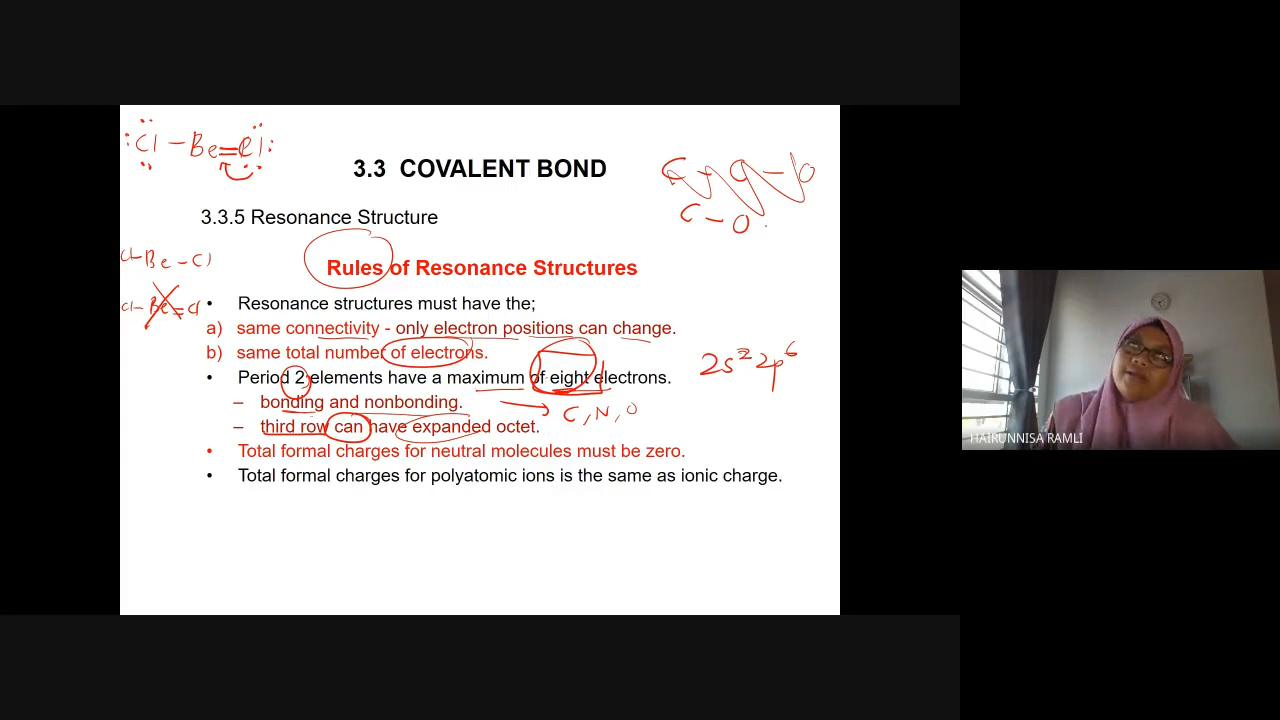 :Cl – Be = Cl:
3.3 COVALENT BOND
C – O
3.3.5 Resonance Structure
Cl – Be – Cl
Rules of Resonance Structures
Cl – Be = Cl
• Resonance structures must have the;
a) same connectivity - only electron positions can change.
b) same total number of electrons.
2s² 2p⁶
• Period 2 elements have a maximum of eight electrons.
– bonding and nonbonding.
→ C, N, O
– third row can have expanded octet.
• Total formal charges for neutral molecules must be zero.
• Total formal charges for polyatomic ions is the same as ionic charge.
HAIRUNNISA RAMLI